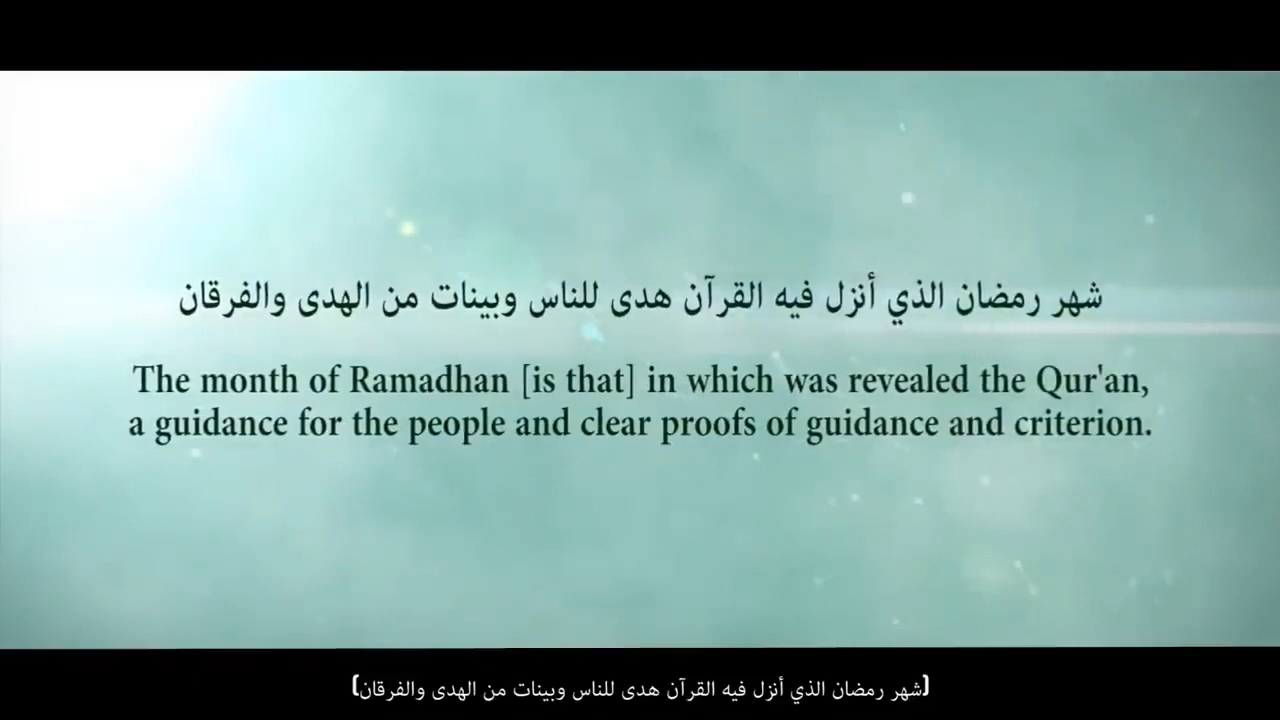 شهر رمضان الذي أنزل فيه القرآن هدى للناس وبينات من الهدى والفرقان
The month of Ramadhan [is that] in which was revealed the Qur'an,
a guidance for the people and clear proofs of guidance and criterion.
(شهر رمضان الذي أنزل فيه القرآن هدى للناس وبينات من الهدى والفرقان)